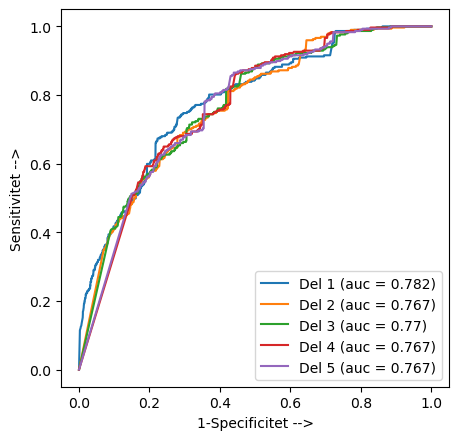 1.0
0.8
0.6
0.4
0.2
0.0
Sensitivitet -->
Del 1 (auc = 0.782)
Del 2 (auc = 0.767)
Del 3 (auc = 0.77)
Del 4 (auc = 0.767)
Del 5 (auc = 0.767)
0.0 0.2 0.4 0.6 0.8 1.0
1-Specificitet -->